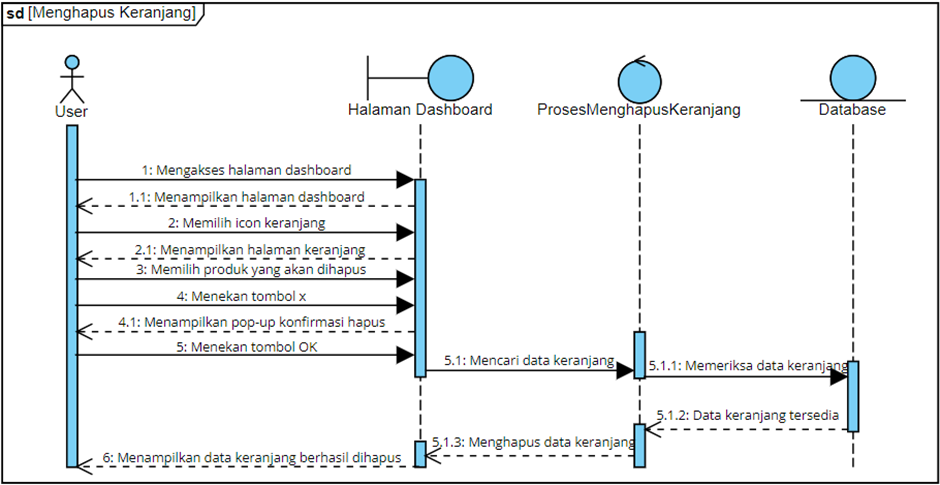 sd [Menghapus Keranjang]
User
Halaman Dashboard
ProsesMenghapusKeranjang
Database
1: Mengakses halaman dashboard
1.1: Menampilkan halaman dashboard
2: Memilih icon keranjang
2.1: Menampilkan halaman keranjang
3: Memilih produk yang akan dihapus
4: Menekan tombol x
4.1: Menampilkan pop-up konfirmasi hapus
5: Menekan tombol OK
5.1: Mencari data keranjang
5.1.1: Memeriksa data keranjang
5.1.2: Data keranjang tersedia
5.1.3: Menghapus data keranjang
6: Menampilkan data keranjang berhasil dihapus